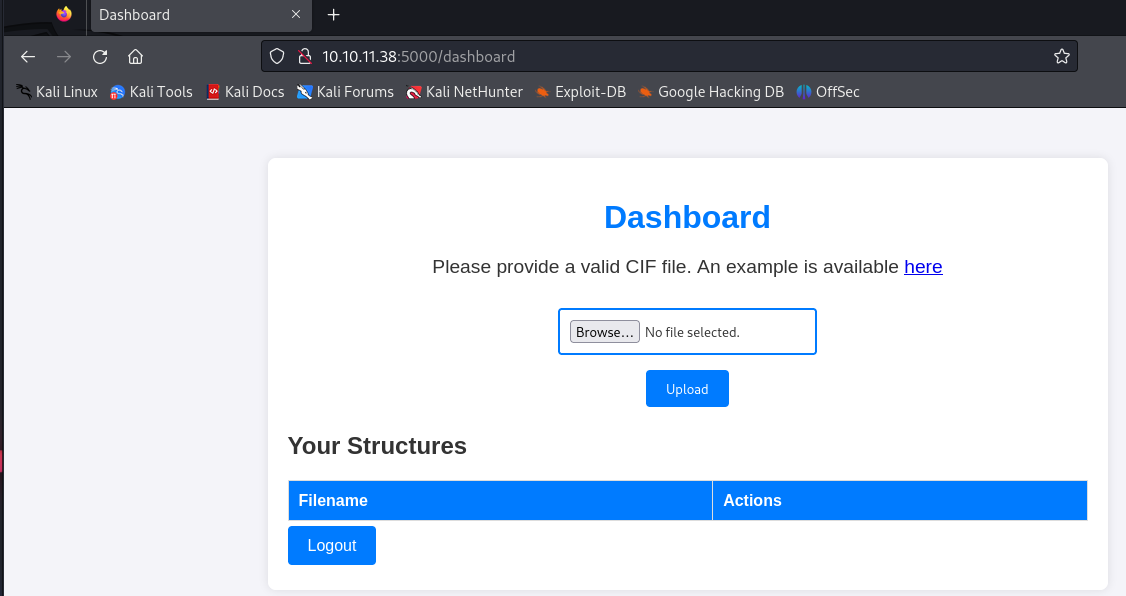 Dashboard
10.10.11.38:5000/dashboard
Kali Linux Kali Tools Kali Docs Kali Forums Kali NetHunter Exploit-DB Google Hacking DB OffSec
Dashboard
Please provide a valid CIF file. An example is available here
Browse... No file selected.
Upload
Your Structures
Filename Actions
Logout